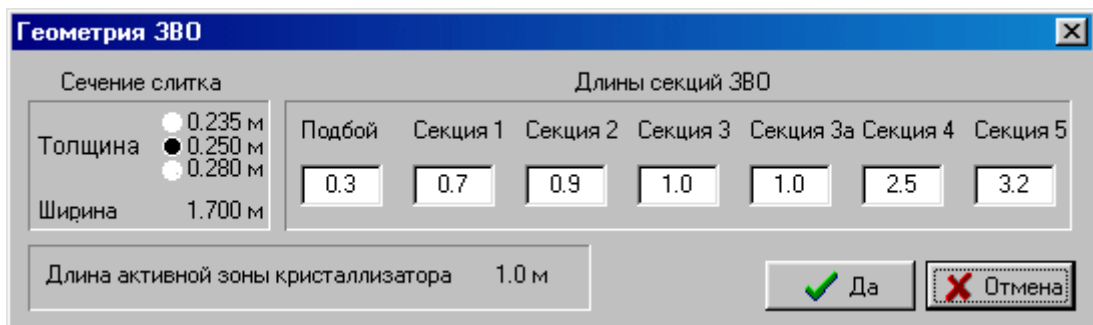 Геометрия ЗВО
Сечение слитка
Толщина
0.235 м
0.250 м
0.280 м
Ширина 1.700 м
Длины секций ЗВО
Подбой Секция 1 Секция 2 Секция 3 Секция 3а Секция 4 Секция 5
0.3 0.7 0.9 1.0 1.0 2.5 3.2
Длина активной зоны кристаллизатора 1.0 м
Да Отмена